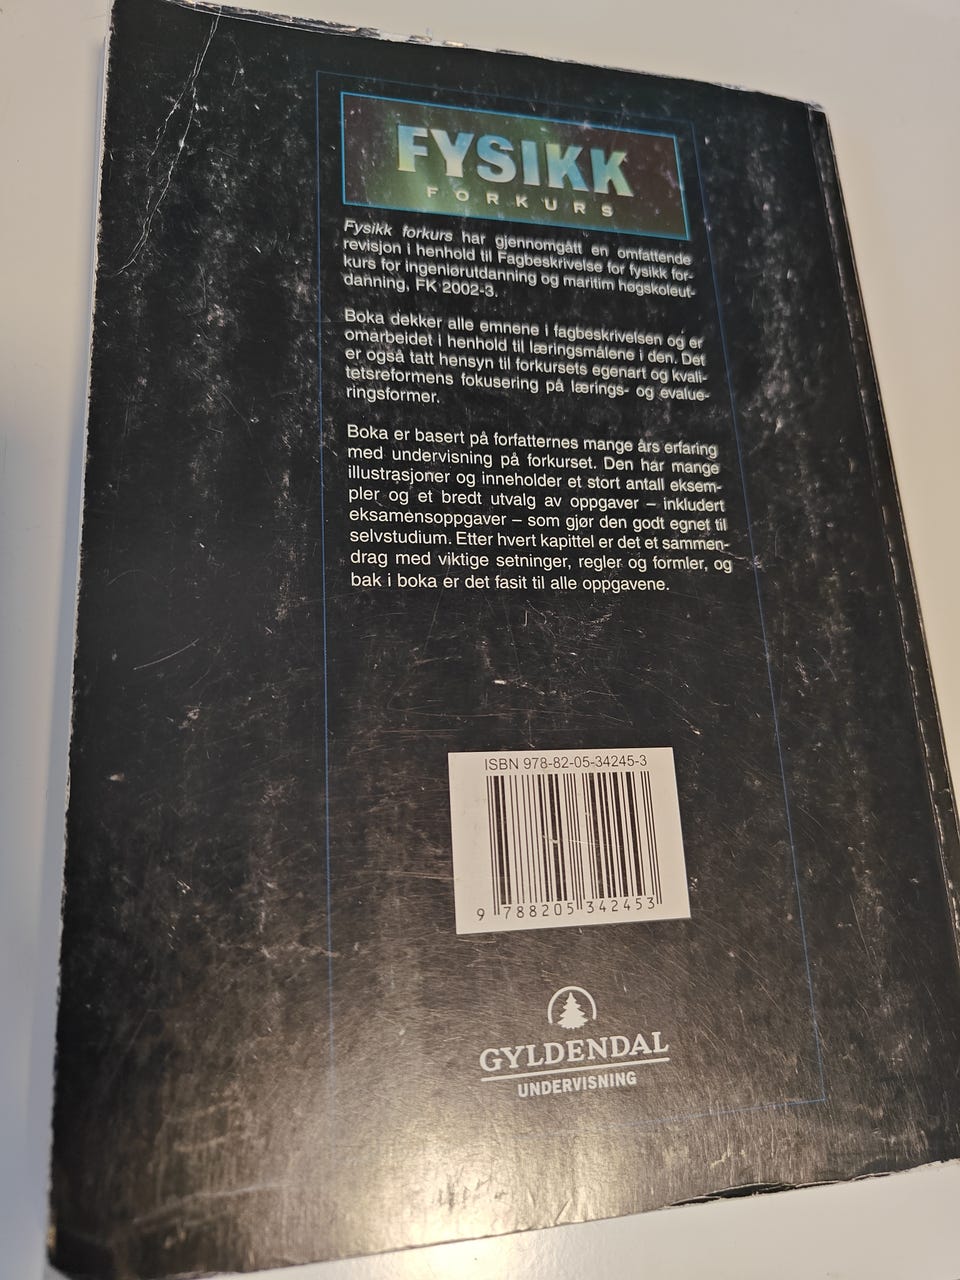 FYSIKK
FORKURS
Fysikk forkurs har gjennomgått en omfattende
revisjon i henhold til Fagbeskrivelse for fysikk for-
kurs for ingeniørutdanning og maritim høgskoleut-
danning, FK 2002-3.
Boka dekker alle emnene i fagbeskrivelsen og er
omarbeidet i henhold til læringsmålene i den. Det
er også tatt hensyn til forkursets egenart og kvali-
tetsreformens fokusering på lærings- og evalue-
ringsformer.
Boka er basert på forfatternes mange års erfaring
med undervisning på forkurset. Den har mange
illustrasjoner og inneholder et stort antall eksem-
pler og et bredt utvalg av oppgaver – inkludert
eksamensoppgaver – som gjør den godt egnet til
selvstudium. Etter hvert kapittel er det et sammen-
drag med viktige setninger, regler og formler, og
bak i boka er det fasit til alle oppgavene.
ISBN 978-82-05-34245-3
9 788205 342453
GYLDENDAL
UNDERVISNING